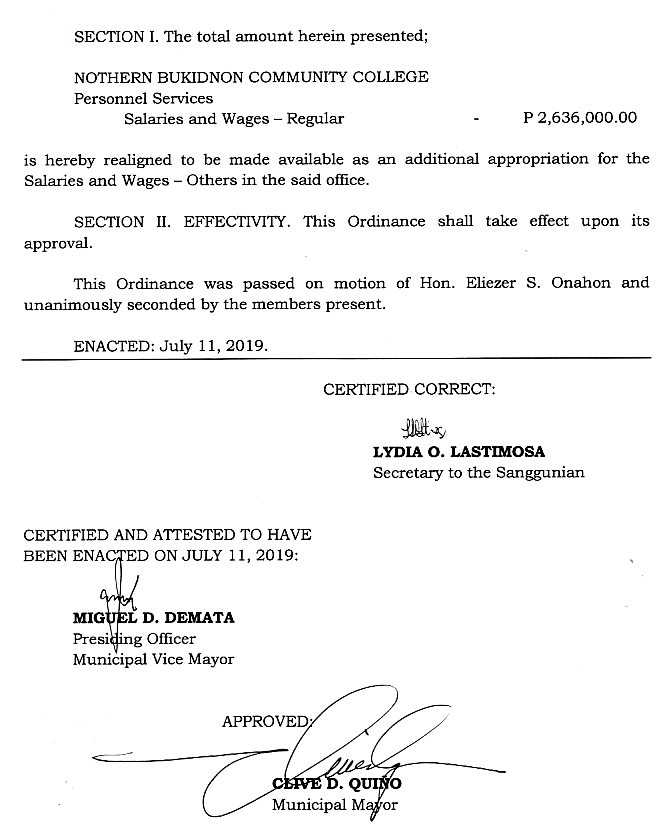 SECTION I. The total amount herein presented;
NOTHERN BUKIDNON COMMUNITY COLLEGE
Personnel Services
Salaries and Wages – Regular - P 2,636,000.00
is hereby realigned to be made available as an additional appropriation for the
Salaries and Wages – Others in the said office.
SECTION II. EFFECTIVITY. This Ordinance shall take effect upon its
approval.
This Ordinance was passed on motion of Hon. Eliezer S. Onahon and
unanimously seconded by the members present.
ENACTED: July 11, 2019.
CERTIFIED CORRECT:
LYDIA O. LASTIMOSA
Secretary to the Sanggunian
CERTIFIED AND ATTESTED TO HAVE
BEEN ENACTED ON JULY 11, 2019:
MIGUEL D. DEMATA
Presiding Officer
Municipal Vice Mayor
APPROVED:
CLIVE D. QUIÑO
Municipal Mayor